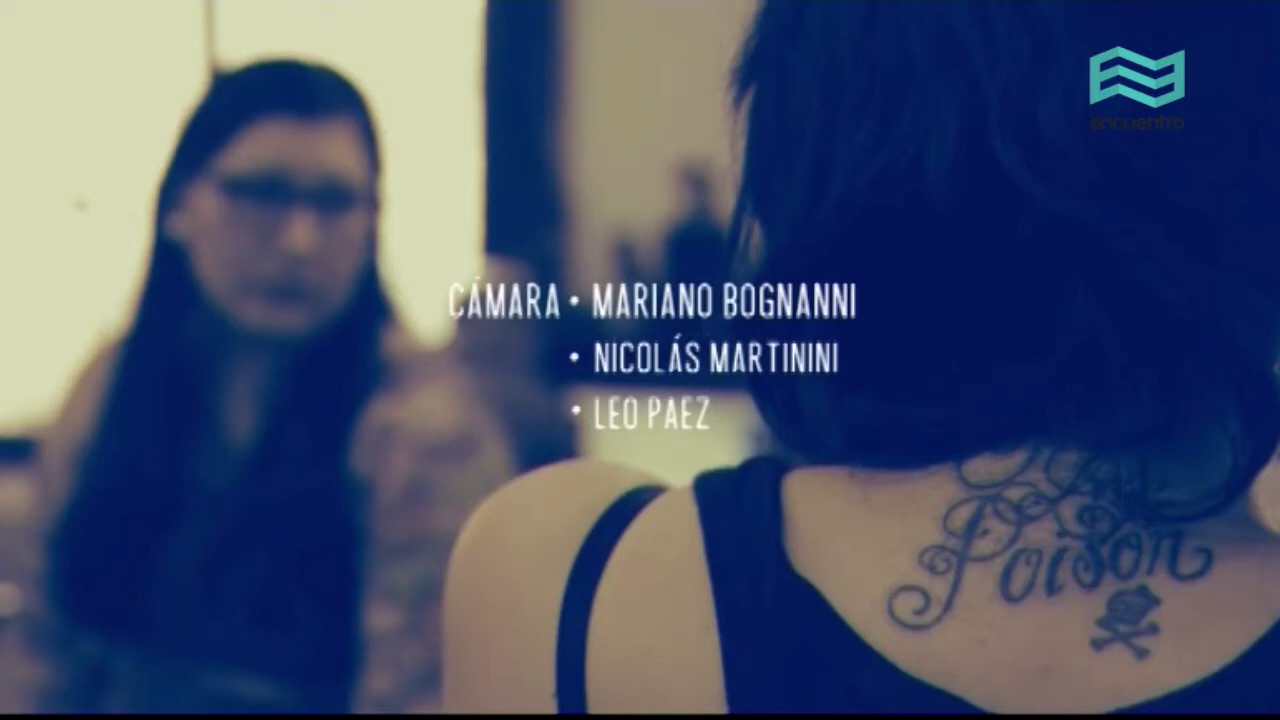 encuentro
CÁMARA • MARIANO BOGNANNI
• NICOLÁS MARTININI
• LEO PAEZ
Poison